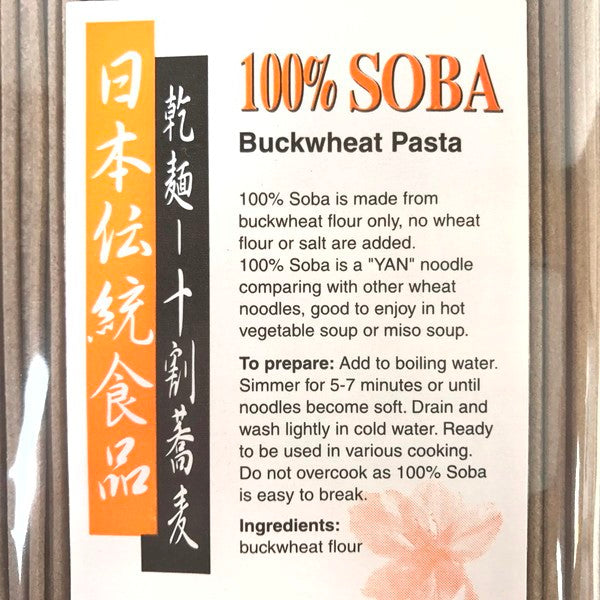 日本伝統食品
乾麺ー十割蕎麦
100% SOBA
Buckwheat Pasta
100% Soba is made from
buckwheat flour only, no wheat
flour or salt are added.
100% Soba is a "YAN" noodle
comparing with other wheat
noodles, good to enjoy in hot
vegetable soup or miso soup.
To prepare: Add to boiling water.
Simmer for 5-7 minutes or until
noodles become soft. Drain and
wash lightly in cold water. Ready
to be used in various cooking.
Do not overcook as 100% Soba
is easy to break.
Ingredients:
buckwheat flour